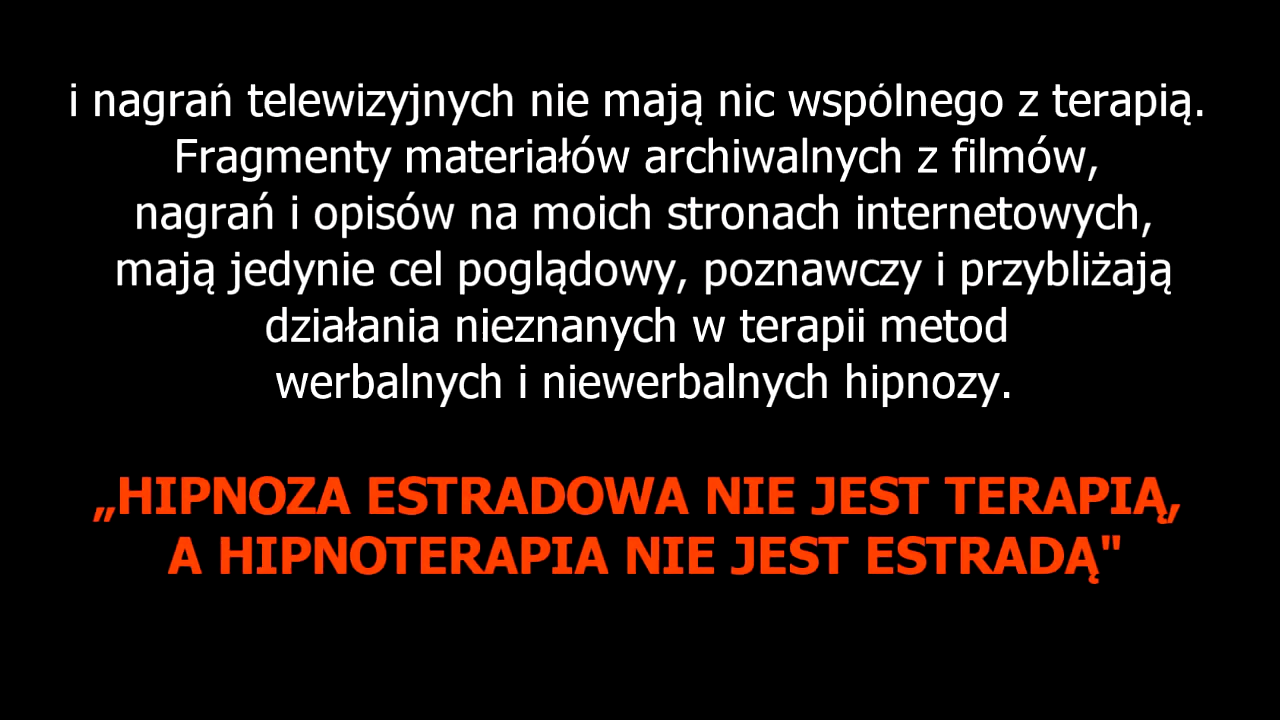 i nagrań telewizyjnych nie mają nic wspólnego z terapią.
Fragmenty materiałów archiwalnych z filmów,
nagrań i opisów na moich stronach internetowych,
mają jedynie cel poglądowy, poznawczy i przybliżają
działania nieznanych w terapii metod
werbalnych i niewerbalnych hipnozy.
„HIPNOZA ESTRADOWA NIE JEST TERAPIĄ,
A HIPNOTERAPIA NIE JEST ESTRADĄ"